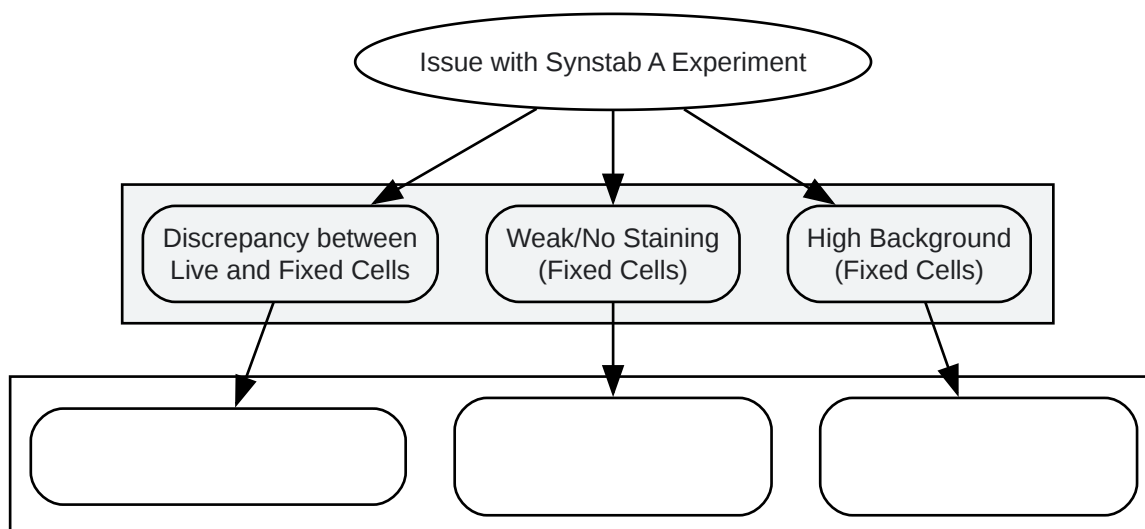 Issue with Synstab A Experiment
Discrepancy between
Live and Fixed Cells
Weak/No Staining
(Fixed Cells)
High Background
(Fixed Cells)